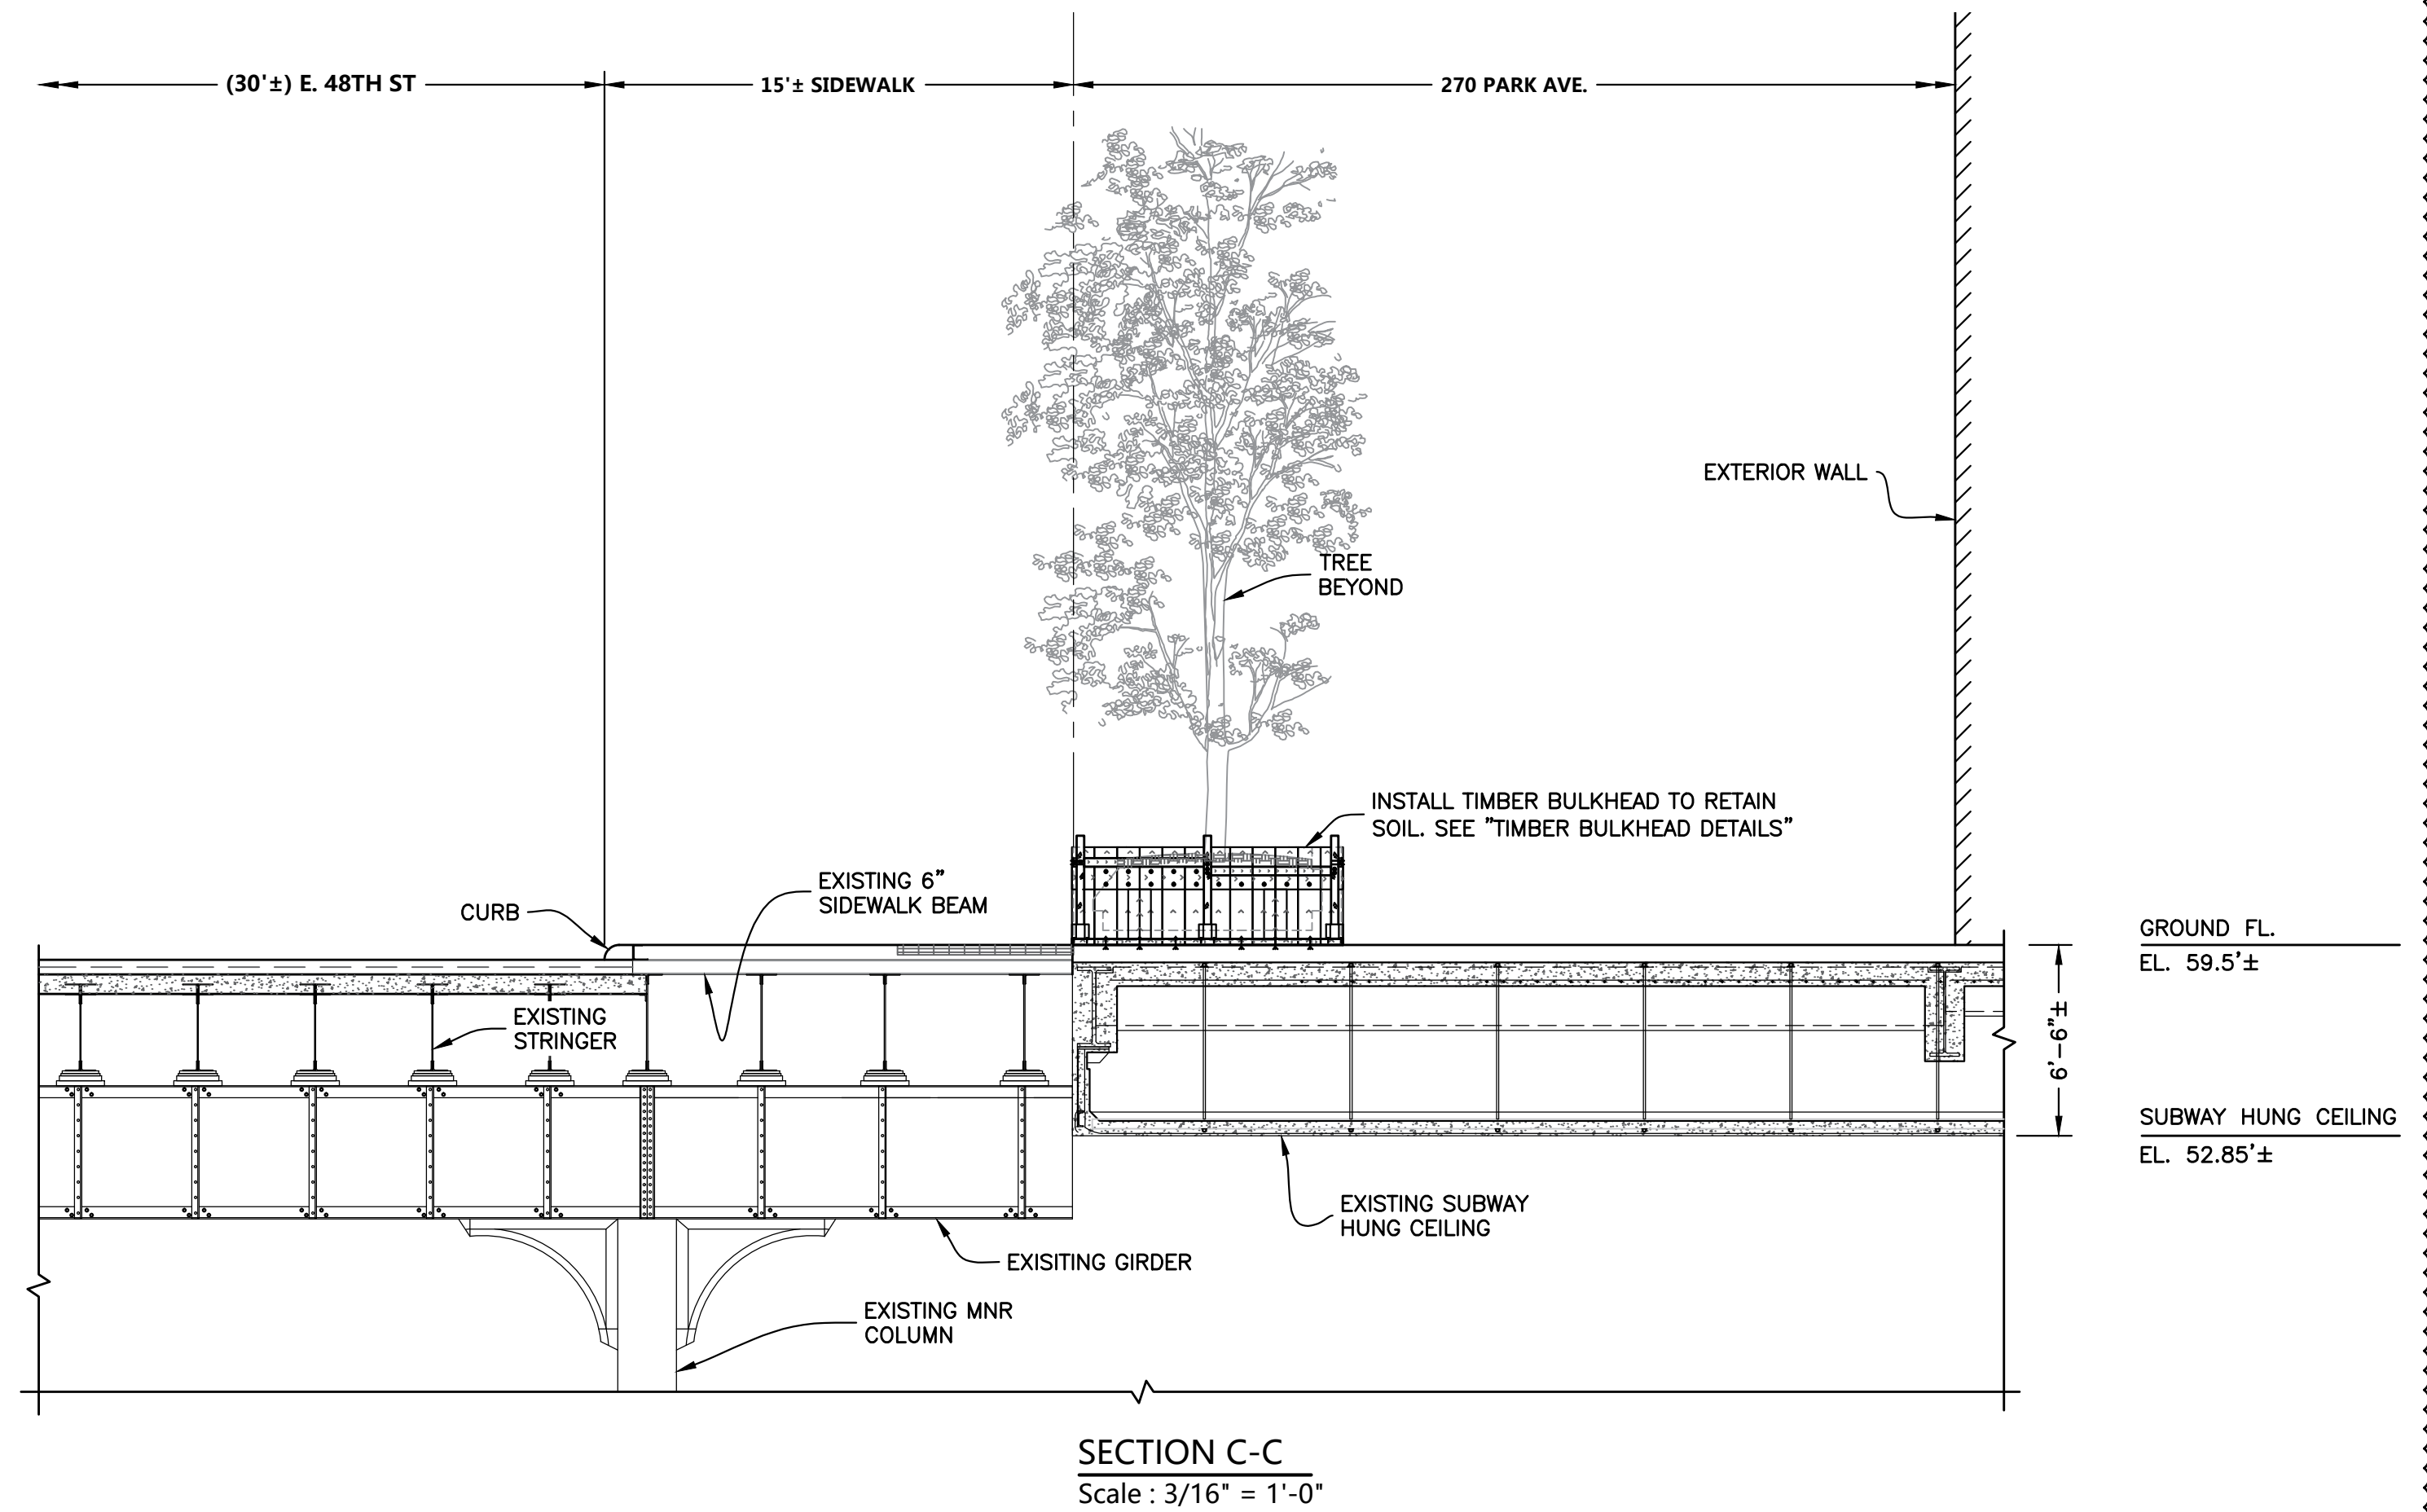 (30'±) E. 48TH ST
15'± SIDEWALK
270 PARK AVE.
EXTERIOR WALL
TREE
BEYOND
INSTALL TIMBER BULKHEAD TO RETAIN
SOIL. SEE "TIMBER BULKHEAD DETAILS"
EXISTING 6"
SIDEWALK BEAM
CURB
GROUND FL.
EL. 59.5'±
EXISTING
STRINGER
6'-6"±
SUBWAY HUNG CEILING
EL. 52.85'±
EXISTING SUBWAY
HUNG CEILING
EXISITING GIRDER
EXISTING MNR
COLUMN
SECTION C-C
Scale : 3/16" = 1'-0"